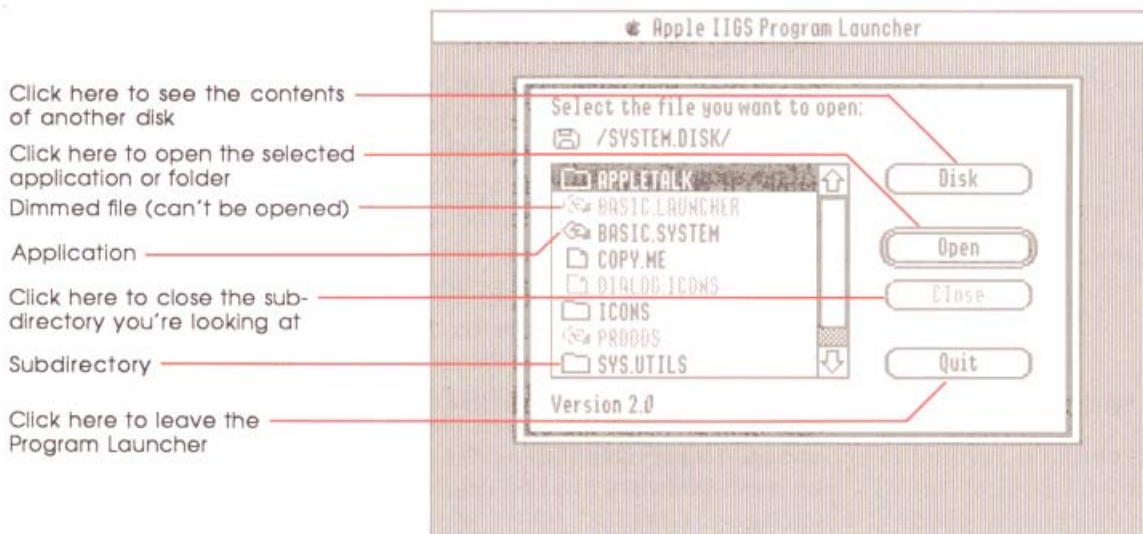 Apple IIGS Program Launcher
Click here to see the contents
of another disk
Click here to open the selected
application or folder
Dimmed file (can't be opened)
Application
Click here to close the sub-
directory you're looking at
Subdirectory
Click here to leave the
Program Launcher
Select the file you want to open:
/SYSTEM.DISK/
APPLETALK
BASIC.LAUNCHER
BASIC.SYSTEM
COPY.ME
DIALOG.ICONS
ICONS
PRODOS
SYS.UTILS
Version 2.0
Disk
Open
Close
Quit